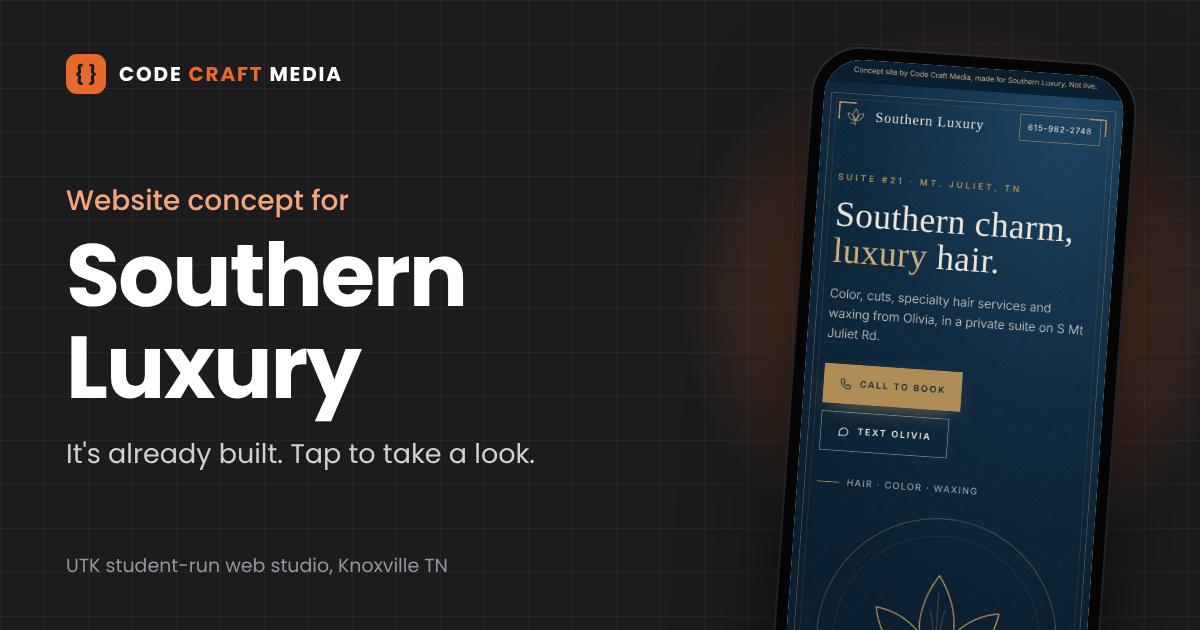 { } CODE CRAFT MEDIA
Website concept for
Southern
Luxury
It's already built. Tap to take a look.
UTK student-run web studio, Knoxville TN
Concept site by Code Craft Media, made for Southern Luxury. Not live.
Southern Luxury
615-982-2748
SUITE #21 · MT. JULIET, TN
Southern charm,
luxury hair.
Color, cuts, specialty hair services and
waxing from Olivia, in a private suite on S Mt
Juliet Rd.
CALL TO BOOK
TEXT OLIVIA
HAIR · COLOR · WAXING